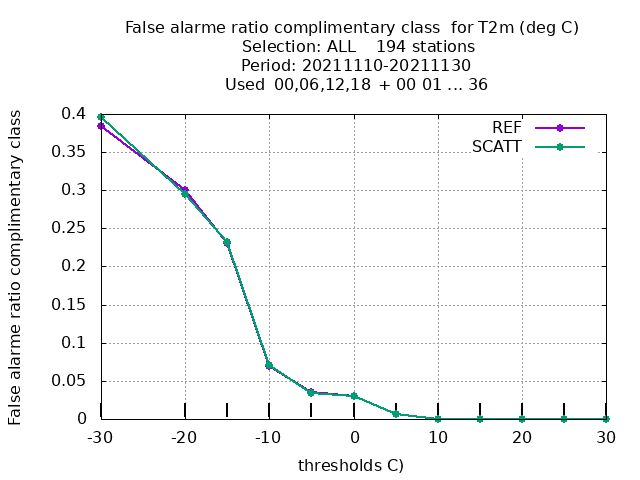 False alarme ratio complimentary class  for T2m (deg C)
Selection: ALL    194 stations
Period: 20211110-20211130
Used  00,06,12,18  + 00 01 ... 36
False alarme ratio complimentary class
0.4
0.35
0.3
0.25
0.2
0.15
0.1
0.05
0
REF
SCATT
-30 -20 -10 0 10 20 30
thresholds C)